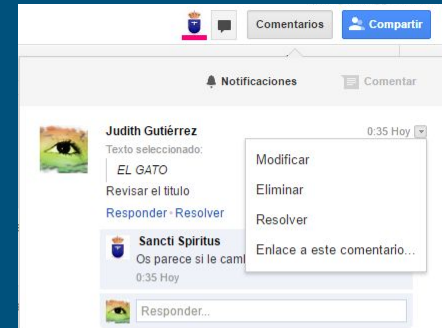 Comentarios
Compartir
Notificaciones
Comentar
Judith Gutiérrez
0:35 Hoy
Texto seleccionado:
EL GATO
Revisar el titulo
Responder • Resolver
Modificar
Eliminar
Resolver
Enlace a este comentario...
Sancti Spiritus
Os parece si le
0:35 Hoy
Responder...